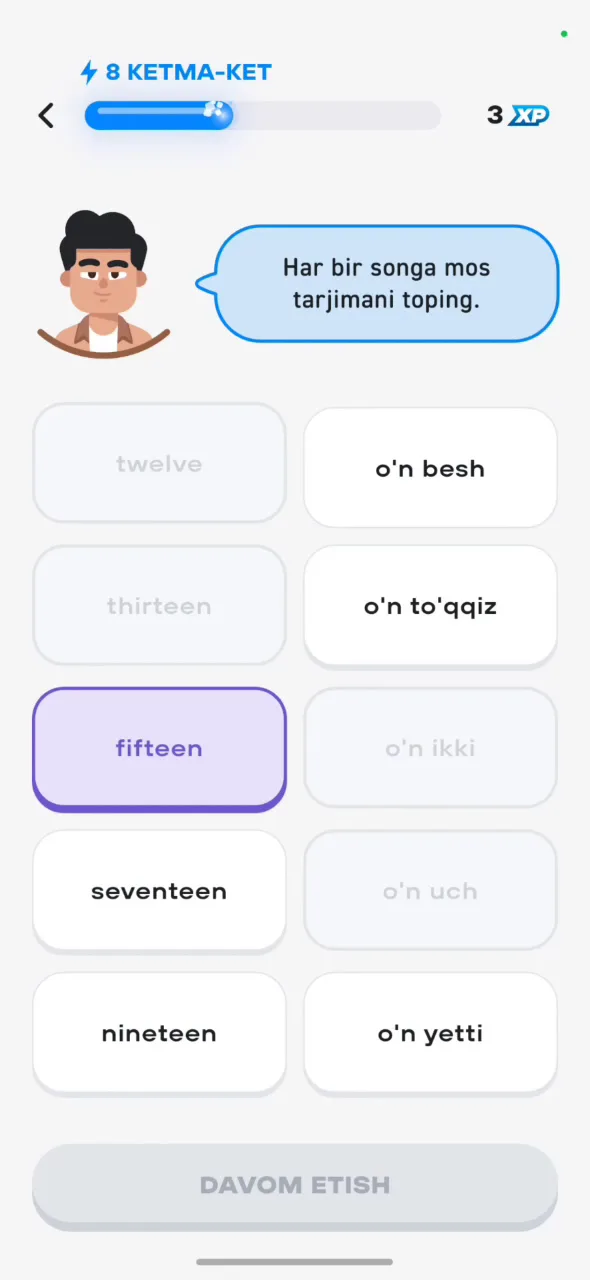 8 KETMA-KET
3 XP
Har bir songa mos
tarjimani toping.
twelve
o'n besh
thirteen
o'n to'qqiz
fifteen
o'n ikki
seventeen
o'n uch
nineteen
o'n yetti
DAVOM ETISH